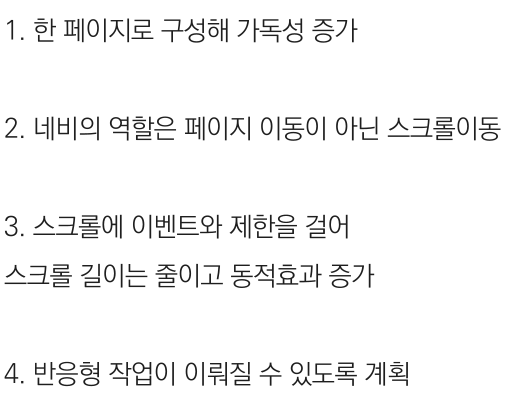 1. 한 페이지로 구성해 가독성 증가
2. 네비의 역할은 페이지 이동이 아닌 스크롤이동
3. 스크롤에 이벤트와 제한을 걸어
스크롤 길이는 줄이고 동적효과 증가
4. 반응형 작업이 이뤄질 수 있도록 계획